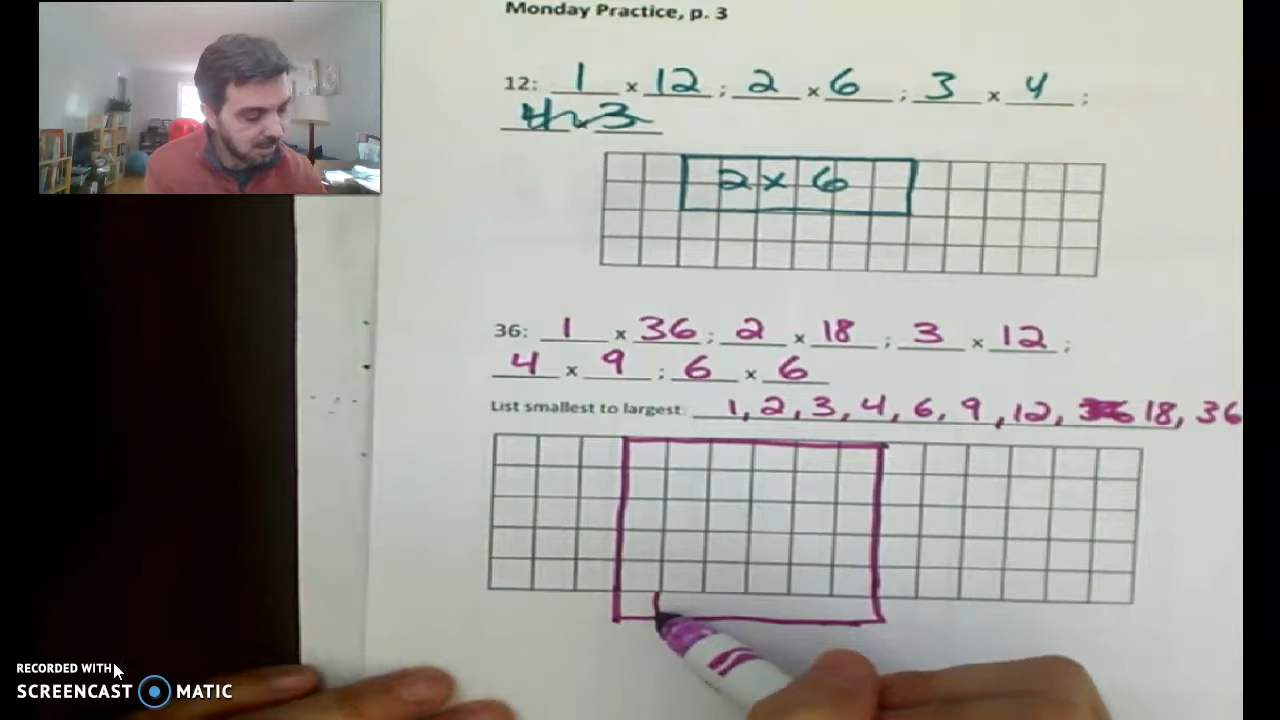 Monday Practice, p. 3
12: 1 × 12 ; 2 × 6 ; 3 × 4 ;
4 × 3
2 × 6
36: 1 × 36 ; 2 × 18 ; 3 × 12 ;
4 × 9 ; 6 × 6
List smallest to largest: 1, 2, 3, 4, 6, 9, 12, 18, 36
RECORDED WITH
SCREENCAST MATIC